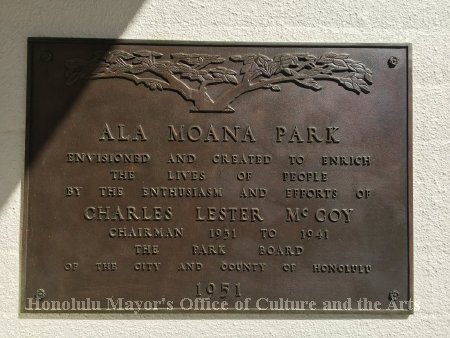 ALA MOANA PARK
ENVISIONED AND CREATED TO ENRICH
THE LIVES OF PEOPLE
BY THE ENTHUSIASM AND EFFORTS OF
CHARLES LESTER McCOY
CHAIRMAN 1931 TO 1941
THE PARK BOARD
OF THE CITY AND COUNTY OF HONOLULU
1951
Honolulu Mayor's Office of Culture and the Arts